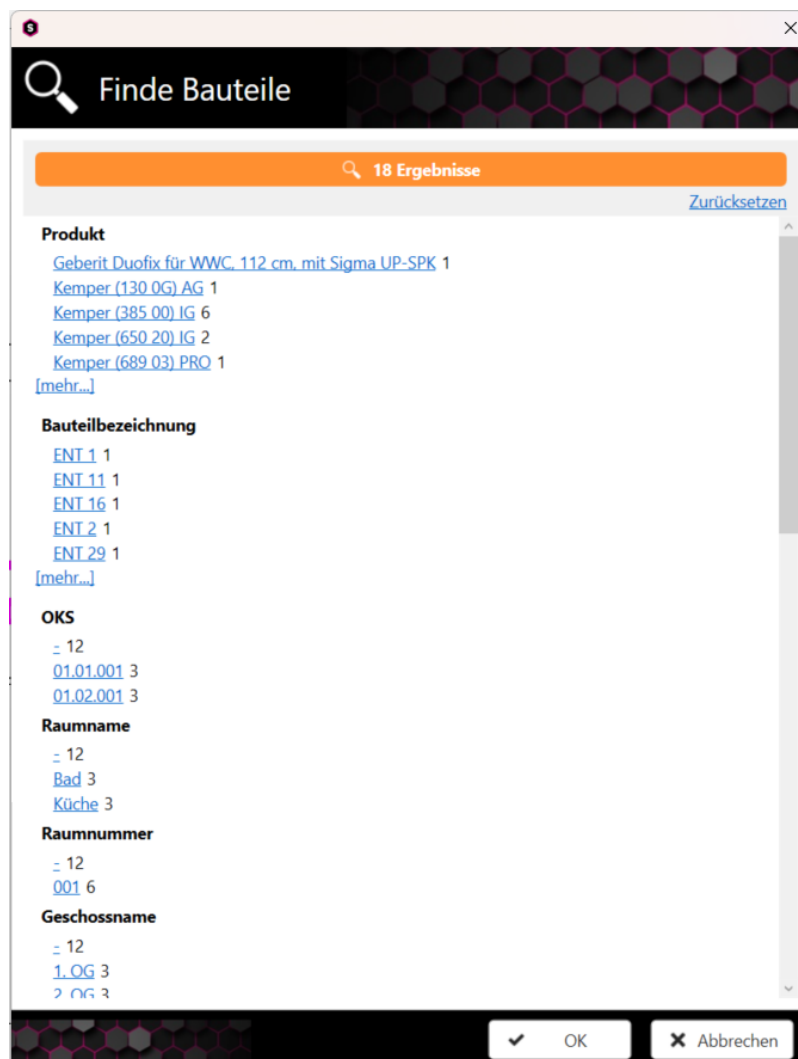 S
Finde Bauteile
18 Ergebnisse
Zurücksetzen
Produkt
Geberit Duofix für WWC, 112 cm, mit Sigma UP-SPK 1
Kemper (130 0G) AG 1
Kemper (385 00) IG 6
Kemper (650 20) IG 2
Kemper (689 03) PRO 1
[mehr...]
Bauteilbezeichnung
ENT 1 1
ENT 11 1
ENT 16 1
ENT 2 1
ENT 29 1
[mehr...]
OKS
- 12
01.01.001 3
01.02.001 3
Raumname
- 12
Bad 3
Küche 3
Raumnummer
- 12
001 6
Geschossname
- 12
1. OG 3
2. OG 3
OK
Abbrechen